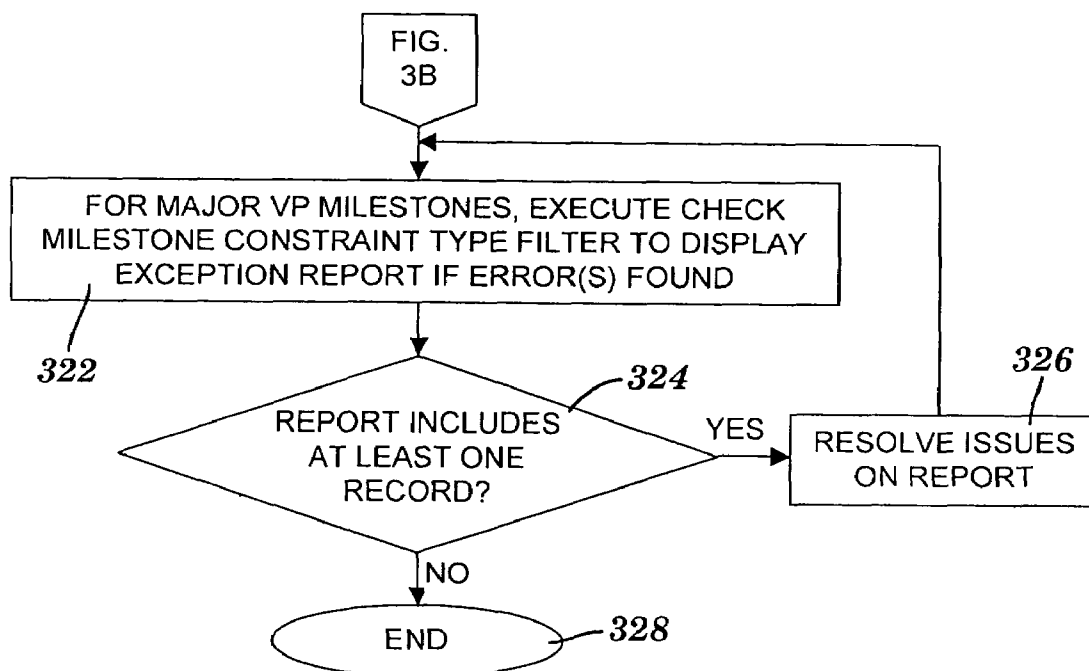 FIG.
3B
FOR MAJOR VP MILESTONES, EXECUTE CHECK
MILESTONE CONSTRAINT TYPE FILTER TO DISPLAY
EXCEPTION REPORT IF ERROR(S) FOUND
322
324
REPORT INCLUDES
AT LEAST ONE
RECORD?
YES
326
RESOLVE ISSUES
ON REPORT
NO
END
328